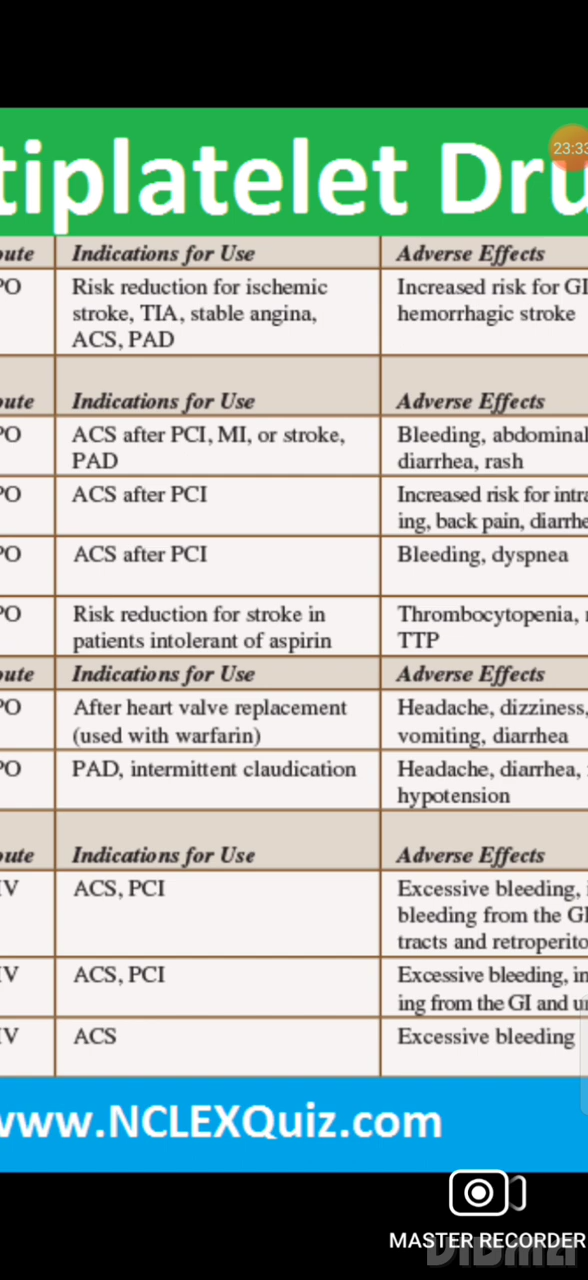 tiplatelet Dru
23:33
oute Indications for Use Adverse Effects
PO Risk reduction for ischemic Increased risk for GI
stroke, TIA, stable angina, hemorrhagic stroke
ACS, PAD
oute Indications for Use Adverse Effects
PO ACS after PCI, MI, or stroke, Bleeding, abdominal
PAD diarrhea, rash
PO ACS after PCI Increased risk for intra
ing, back pain, diarrhe
PO ACS after PCI Bleeding, dyspnea
PO Risk reduction for stroke in Thrombocytopenia,
patients intolerant of aspirin TTP
oute Indications for Use Adverse Effects
PO After heart valve replacement Headache, dizziness,
(used with warfarin) vomiting, diarrhea
PO PAD, intermittent claudication Headache, diarrhea,
hypotension
oute Indications for Use Adverse Effects
IV ACS, PCI Excessive bleeding, i
bleeding from the GI
tracts and retroperito
IV ACS, PCI Excessive bleeding, in
ing from the GI and u
IV ACS Excessive bleeding
www.NCLEXQuiz.com
MASTER RECORDER